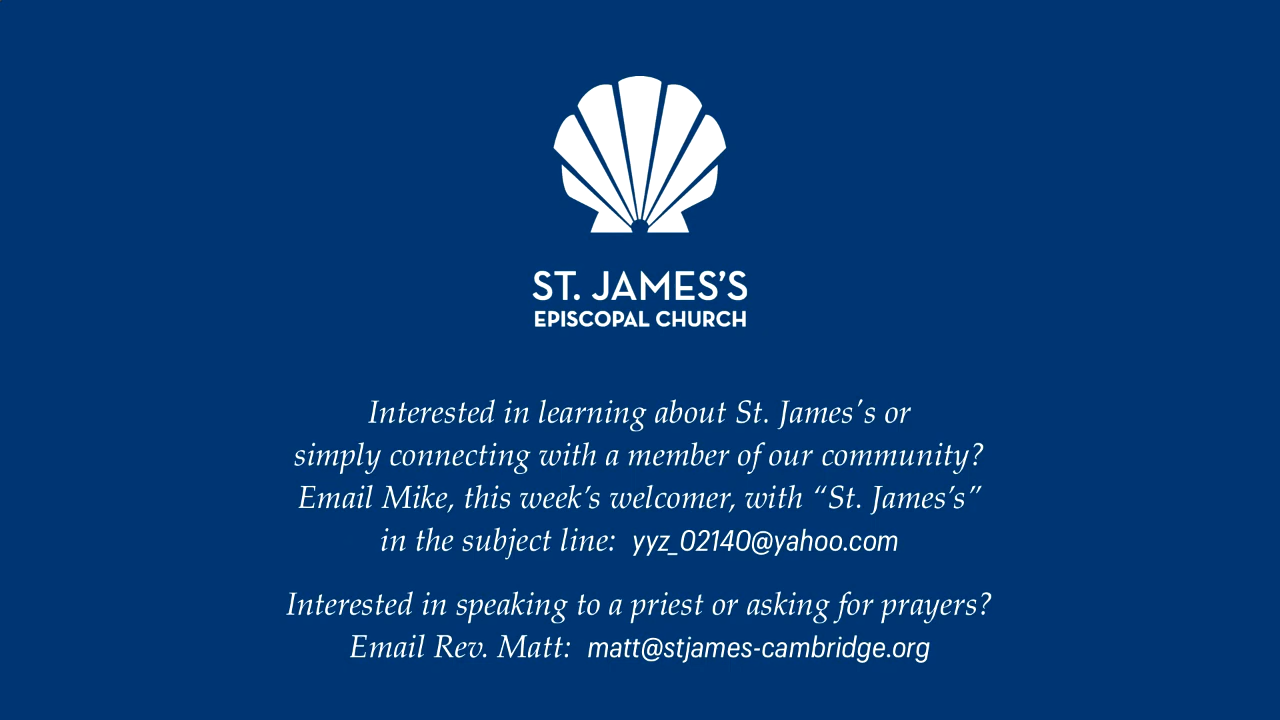 ST. JAMES’S
EPISCOPAL CHURCH
Interested in learning about St. James's or
simply connecting with a member of our community?
Email Mike, this week’s welcomer, with “St. James’s”
in the subject line: yyz_02140@yahoo.com
Interested in speaking to a priest or asking for prayers?
Email Rev. Matt: matt@stjames-cambridge.org